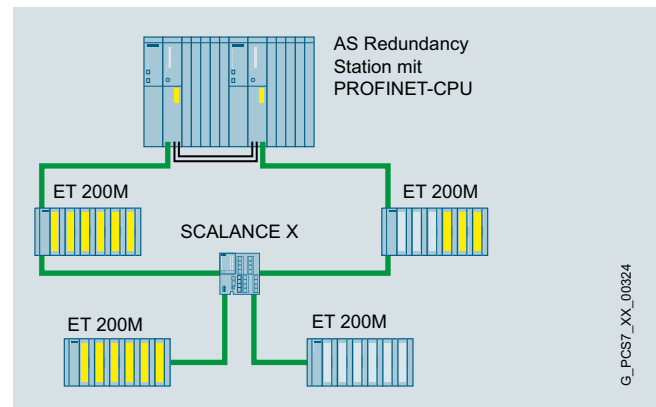 AS Redundancy
Station mit
PROFINET-CPU
ET 200M
ET 200M
SCALANCE X
ET 200M
ET 200M
G_PCS7_XX_00324